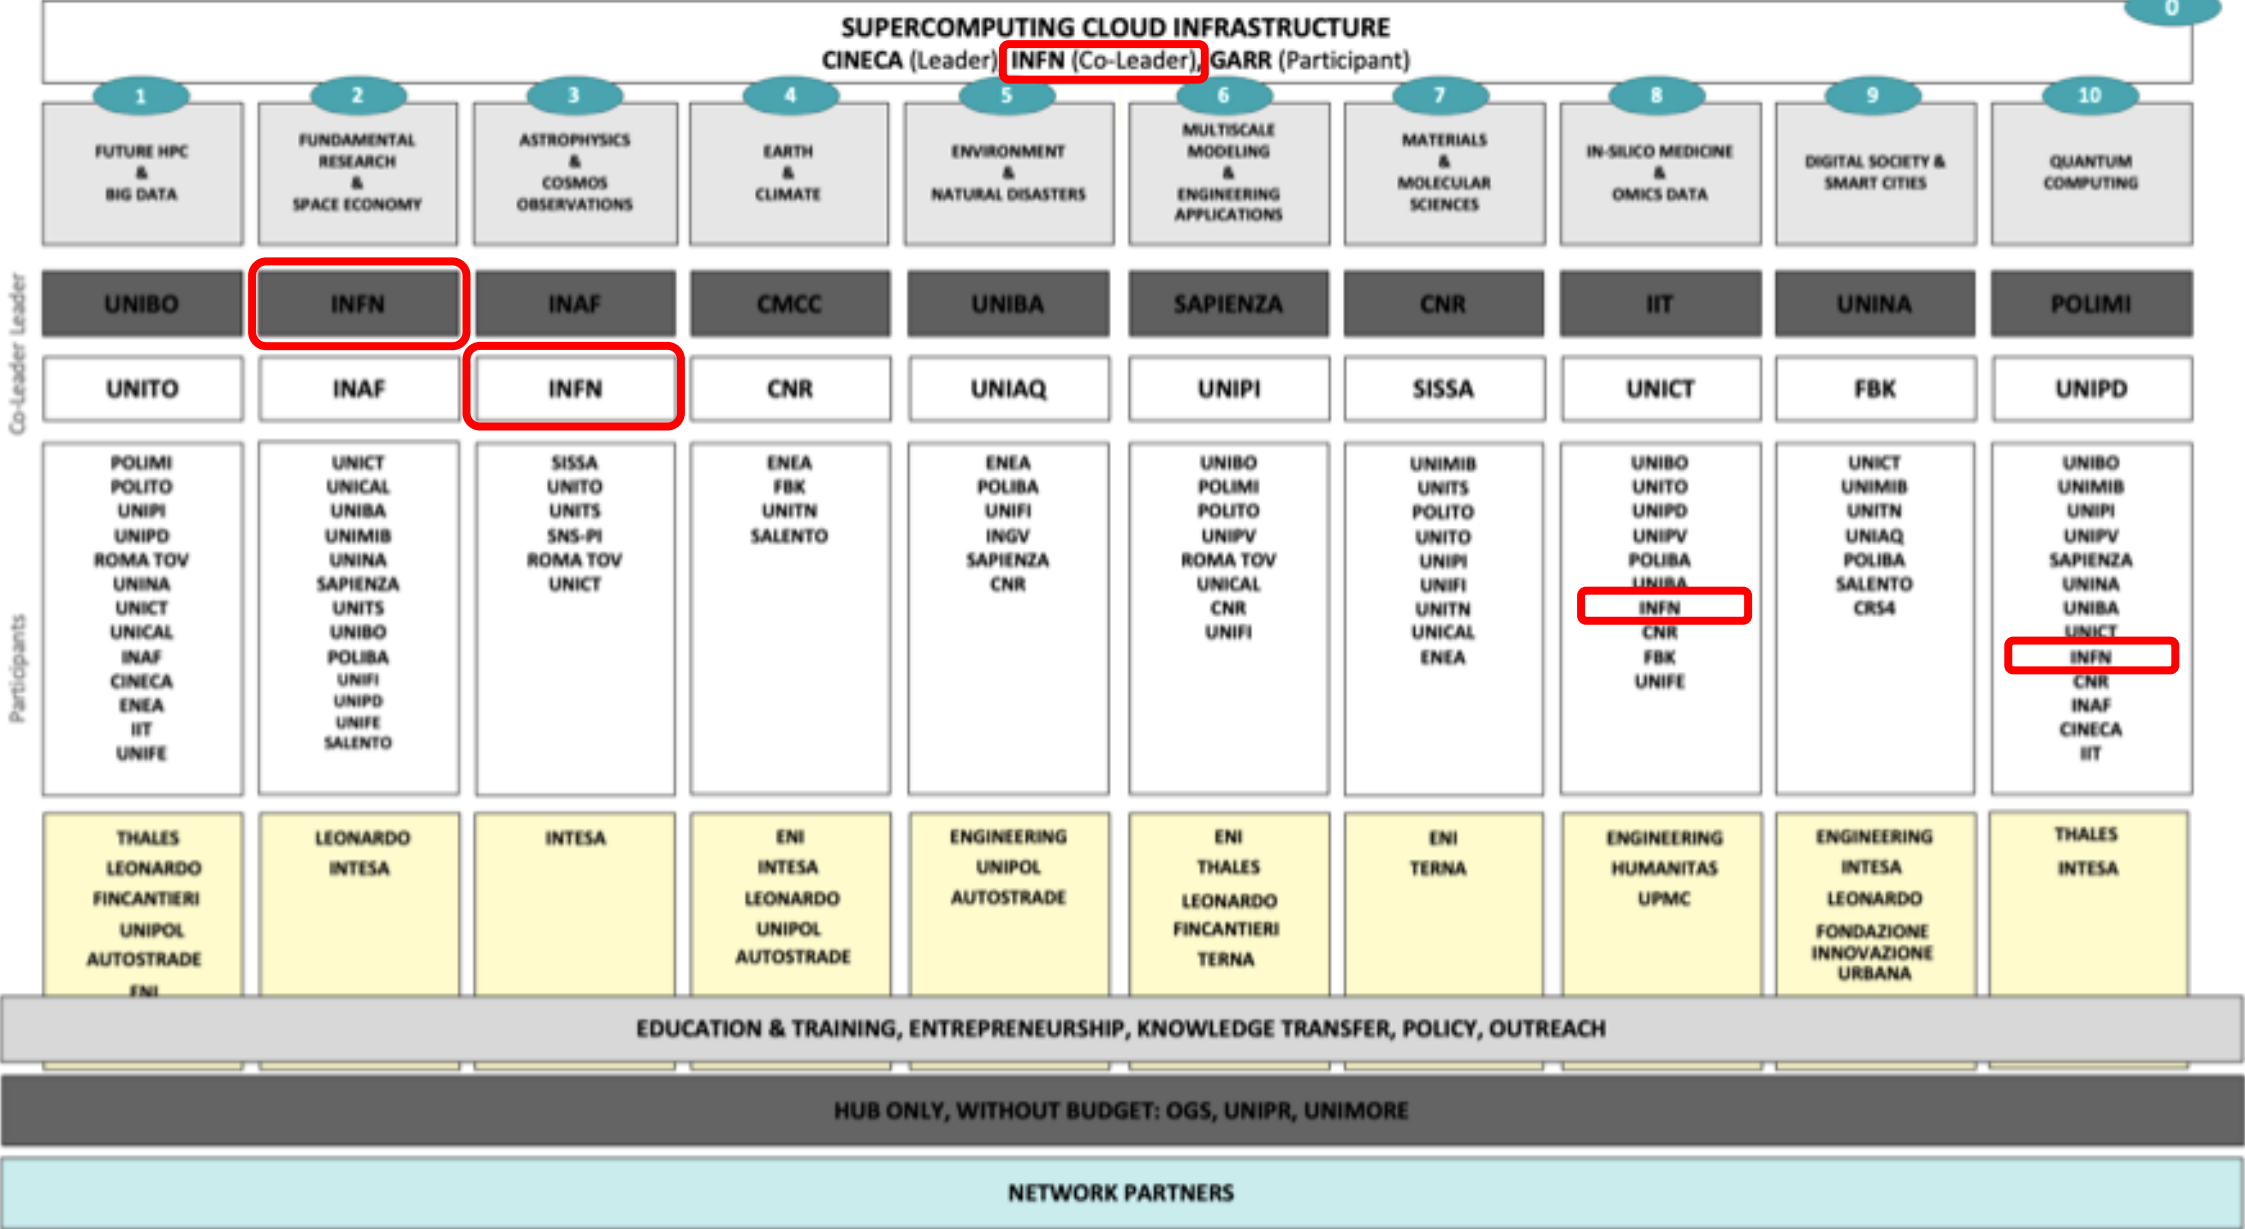 0
SUPERCOMPUTING CLOUD INFRASTRUCTURE
CINECA (Leader) INFN (Co-Leader), GARR (Participant)
1
FUTURE HPC
&
BIG DATA
2
FUNDAMENTAL
RESEARCH
&
SPACE ECONOMY
3
ASTROPHYSICS
&
COSMOS
OBSERVATIONS
4
EARTH
&
CLIMATE
5
ENVIRONMENT
&
NATURAL DISASTERS
6
MULTISCALE
MODELING
&
ENGINEERING
APPLICATIONS
7
MATERIALS
&
MOLECULAR
SCIENCES
8
IN-SILICO MEDICINE
&
OMICS DATA
9
DIGITAL SOCIETY &
SMART CITIES
10
QUANTUM
COMPUTING
Leader
UNIBO
INFN
INAF
CMCC
UNIBA
SAPIENZA
CNR
IIT
UNINA
POLIMI
Co-Leader
UNITO
INAF
INFN
CNR
UNIAQ
UNIPI
SISSA
UNICT
FBK
UNIPD
Participants
POLIMI
POLITO
UNIPI
UNIPD
ROMA TOV
UNINA
UNICT
UNICAL
INAF
CINECA
ENEA
IIT
UNIFE
UNICT
UNICAL
UNIBA
UNIMIB
UNINA
SAPIENZA
UNITS
UNIBO
POLIBA
UNIFI
UNIPD
UNIFE
SALENTO
SISSA
UNITO
UNITS
SNS-PI
ROMA TOV
UNICT
ENEA
FBK
UNITN
SALENTO
ENEA
POLIBA
UNIFI
INGV
SAPIENZA
CNR
UNIBO
POLIMI
POLITO
UNIPV
ROMA TOV
UNICAL
CNR
UNIFI
UNIMIB
UNITS
POLITO
UNITO
UNIPI
UNIFI
UNITN
UNICAL
ENEA
UNIBO
UNITO
UNIPD
UNIPV
POLIBA
UNIBA
INFN
CNR
FBK
UNIFE
UNICT
UNIMIB
UNITN
UNIAQ
POLIBA
SALENTO
CRS4
UNIBO
UNIMIB
UNIPI
UNIPV
SAPIENZA
UNINA
UNIBA
UNICT
INFN
CNR
INAF
CINECA
IIT
THALES
LEONARDO
FINCANTIERI
UNIPOL
AUTOSTRADE
ENI
LEONARDO
INTESA
INTESA
ENI
INTESA
LEONARDO
UNIPOL
AUTOSTRADE
ENGINEERING
UNIPOL
AUTOSTRADE
ENI
THALES
LEONARDO
FINCANTIERI
TERNA
ENI
TERNA
ENGINEERING
HUMANITAS
UPMC
ENGINEERING
INTESA
LEONARDO
FONDAZIONE
INNOVAZIONE
URBANA
THALES
INTESA
EDUCATION & TRAINING, ENTREPRENEURSHIP, KNOWLEDGE TRANSFER, POLICY, OUTREACH
HUB ONLY, WITHOUT BUDGET: OGS, UNIPR, UNIMORE
NETWORK PARTNERS